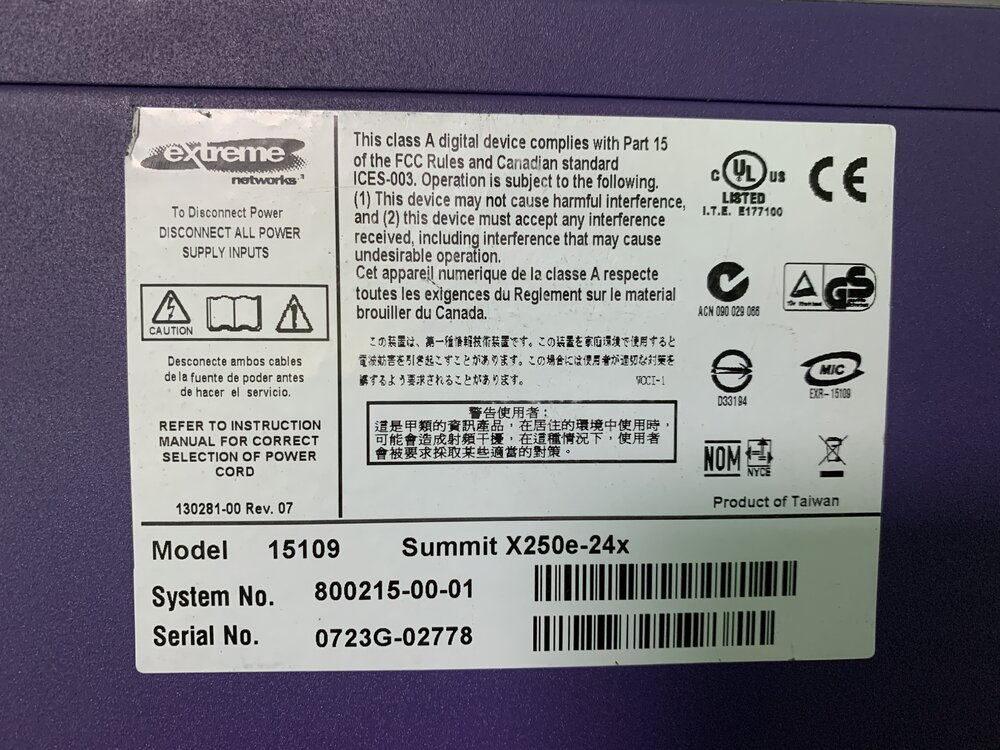 extreme
networks
To Disconnect Power
DISCONNECT ALL POWER
SUPPLY INPUTS
CAUTION
Desconecte ambos cables
de la fuente de poder antes
de hacer el servicio.
REFER TO INSTRUCTION
MANUAL FOR CORRECT
SELECTION OF POWER
CORD
130281-00 Rev. 07
This class A digital device complies with Part 15
of the FCC Rules and Canadian standard
ICES-003. Operation is subject to the following.
(1) This device may not cause harmful interference,
and (2) this device must accept any interference
received, including interference that may cause
undesirable operation.
Cet appareil numerique de la classe A respecte
toutes les exigences du Reglement sur le material
brouiller du Canada.
この装置は、第一種情報技術装置です。この装置を家庭環境で使用すると
電波妨害を引き起こすことがあります。この場合には使用者が適切な対策を
講ずるよう要求されることがあります。 VCCI-1
警告使用者：
這是甲類的資訊產品，在居住的環境中使用時，
可能會造成射頻干擾，在這種情況下，使用者
會被要求採取某些適當的對策。
C UL US
LISTED
I.T.E. E177100
CE
ACN 090 029 066
GS
D33194
MIC
EXR-15109
NOM
NYCE
Product of Taiwan
Model 15109 Summit X250e-24x
System No. 800215-00-01
Serial No. 0723G-02778